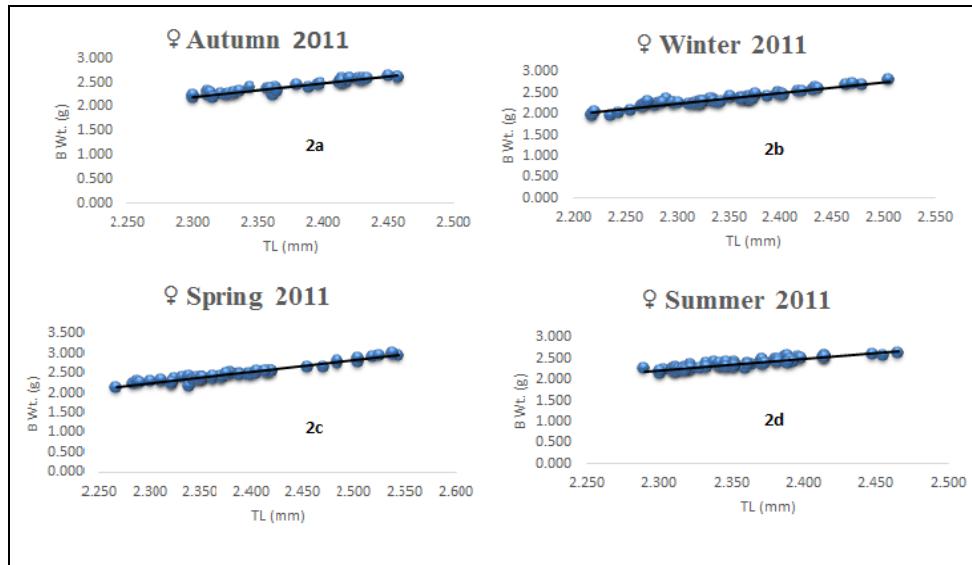 ♀ Autumn 2011
3.000
2.500
2.000
1.500
1.000
0.500
0.000
B Wt. (g)
2a
2.250 2.300 2.350 2.400 2.450 2.500
TL (mm)
♀ Winter 2011
3.000
2.500
2.000
1.500
1.000
0.500
0.000
B Wt. (g)
2b
2.200 2.250 2.300 2.350 2.400 2.450 2.500 2.550
TL (mm)
♀ Spring 2011
3.500
3.000
2.500
2.000
1.500
1.000
0.500
0.000
B Wt. (g)
2c
2.250 2.300 2.350 2.400 2.450 2.500 2.550 2.600
TL (mm)
♀ Summer 2011
3.000
2.500
2.000
1.500
1.000
0.500
0.000
B Wt. (g)
2d
2.250 2.300 2.350 2.400 2.450 2.500
TL (mm)